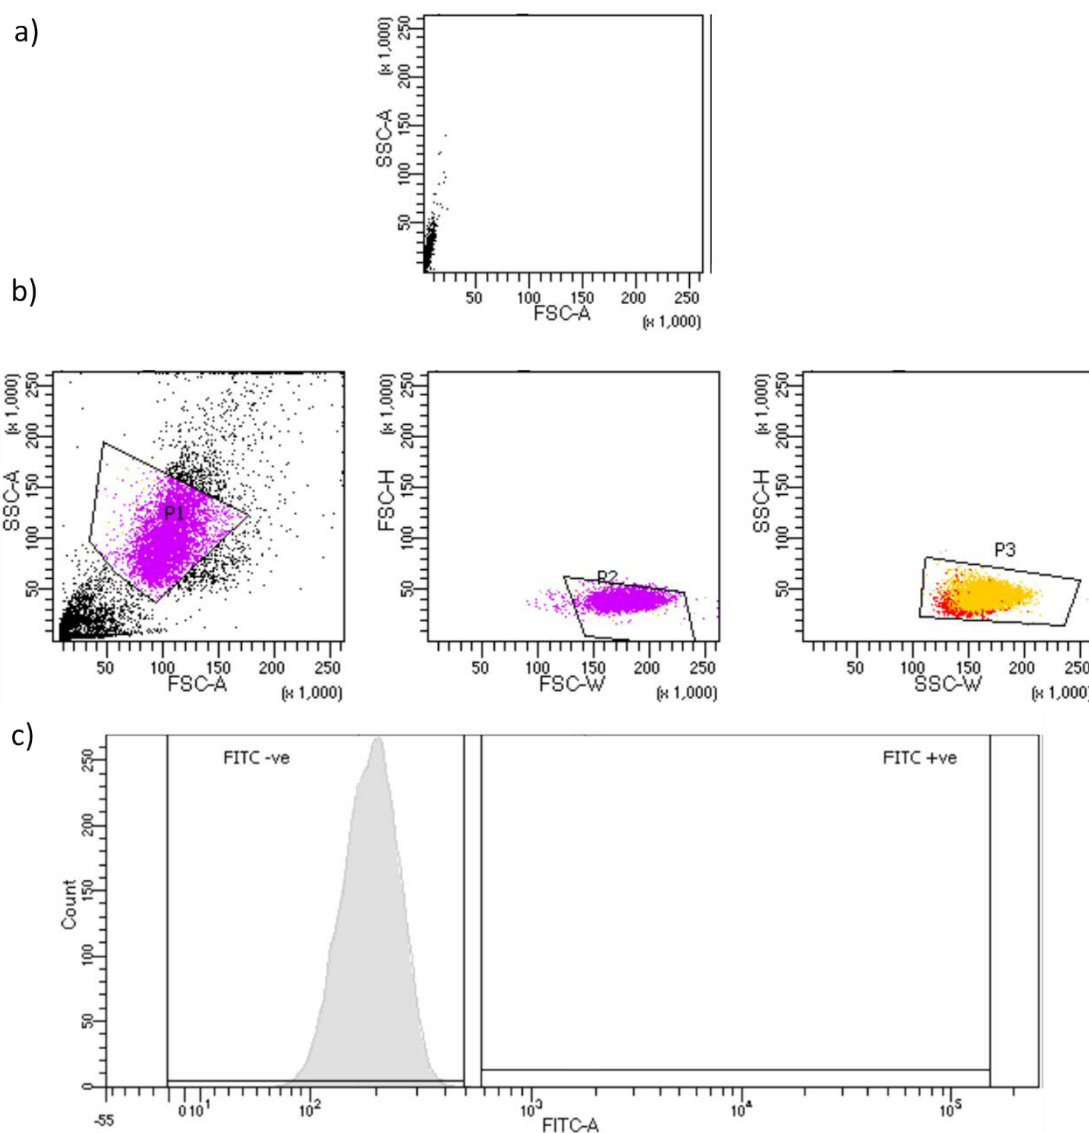 a)
SSC-A
(x 1,000)
50 100 150 200 250
50 100 150 200 250
FSC-A
(x 1,000)
b)
SSC-A
(x 1,000)
50 100 150 200 250
P1
50 100 150 200 250
FSC-A
(x 1,000)
FSC-H
(x 1,000)
50 100 150 200 250
P2
50 100 150 200 250
FSC-W
(x 1,000)
SSC-H
(x 1,000)
50 100 150 200 250
P3
50 100 150 200 250
SSC-W
(x 1,000)
c)
FITC -ve
FITC +ve
Count
0 50 100 150 200 250
-55 0 10¹ 10² 10³ 10⁴ 10⁵
FITC-A